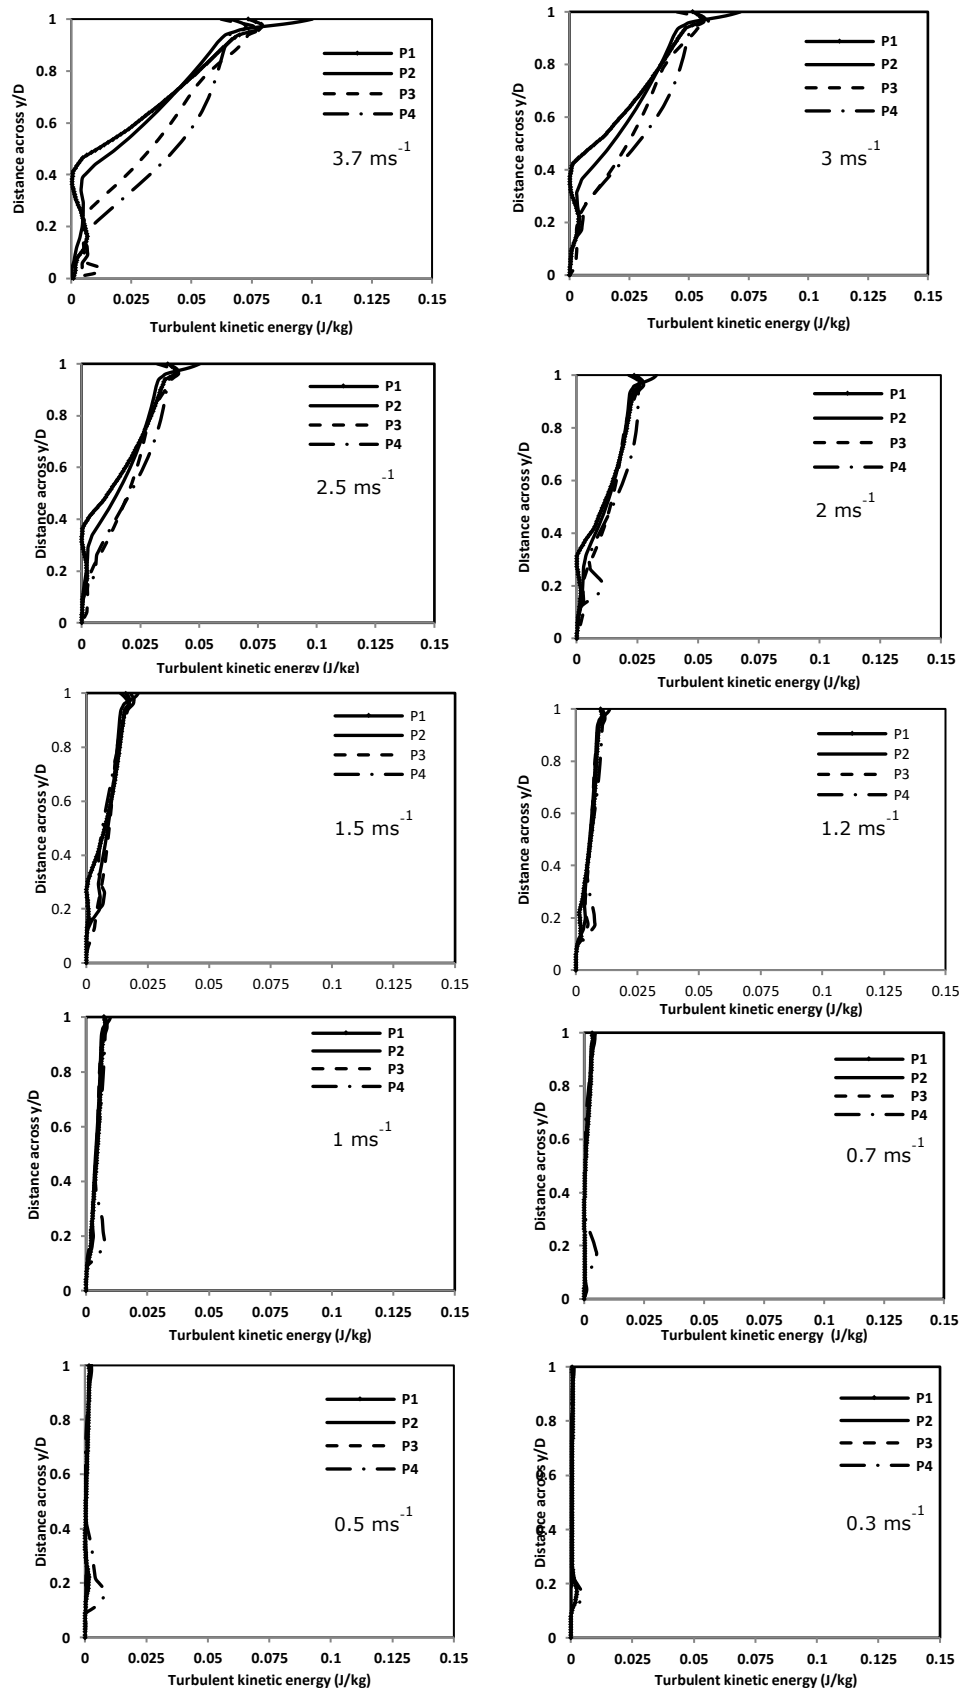 1
0.8
0.6
0.4
0.2
0
0
0.025
0.05
0.075
0.1
0.125
0.15
Distance across y/D
Turbulent kinetic energy (J/kg)
P1
P2
P3
P4
3.7 ms-1
1
0.8
0.6
0.4
0.2
0
0
0.025
0.05
0.075
0.1
0.125
0.15
Distance across y/D
Turbulent kinetic energy (J/kg)
P1
P2
P3
P4
3 ms-1
1
0.8
0.6
0.4
0.2
0
0
0.025
0.05
0.075
0.1
0.125
0.15
Distance across y/D
Turbulent kinetic energy (J/kg)
P1
P2
P3
P4
2.5 ms-1
1
0.8
0.6
0.4
0.2
0
0
0.025
0.05
0.075
0.1
0.125
0.15
Distance across y/D
Turbulent kinetic energy (J/kg)
P1
P2
P3
P4
2 ms-1
1
0.8
0.6
0.4
0.2
0
0
0.025
0.05
0.075
0.1
0.125
0.15
Distance across y/D
Turbulent kinetic energy (J/kg)
P1
P2
P3
P4
1.5 ms-1
1
0.8
0.6
0.4
0.2
0
0
0.025
0.05
0.075
0.1
0.125
0.15
Distance across y/D
Turbulent kinetic energy (J/kg)
P1
P2
P3
P4
1.2 ms-1
1
0.8
0.6
0.4
0.2
0
0
0.025
0.05
0.075
0.1
0.125
0.15
Distance across y/D
Turbulent kinetic energy (J/kg)
P1
P2
P3
P4
1 ms-1
1
0.8
0.6
0.4
0.2
0
0
0.025
0.05
0.075
0.1
0.125
0.15
Distance across y/D
Turbulent kinetic energy (J/kg)
P1
P2
P3
P4
0.7 ms-1
1
0.8
0.6
0.4
0.2
0
0
0.025
0.05
0.075
0.1
0.125
0.15
Distance across y/D
Turbulent kinetic energy (J/kg)
P1
P2
P3
P4
0.5 ms-1
1
0.8
0.6
0.4
0.2
0
0
0.025
0.05
0.075
0.1
0.125
0.15
Distance across y/D
Turbulent kinetic energy (J/kg)
P1
P2
P3
P4
0.3 ms-1